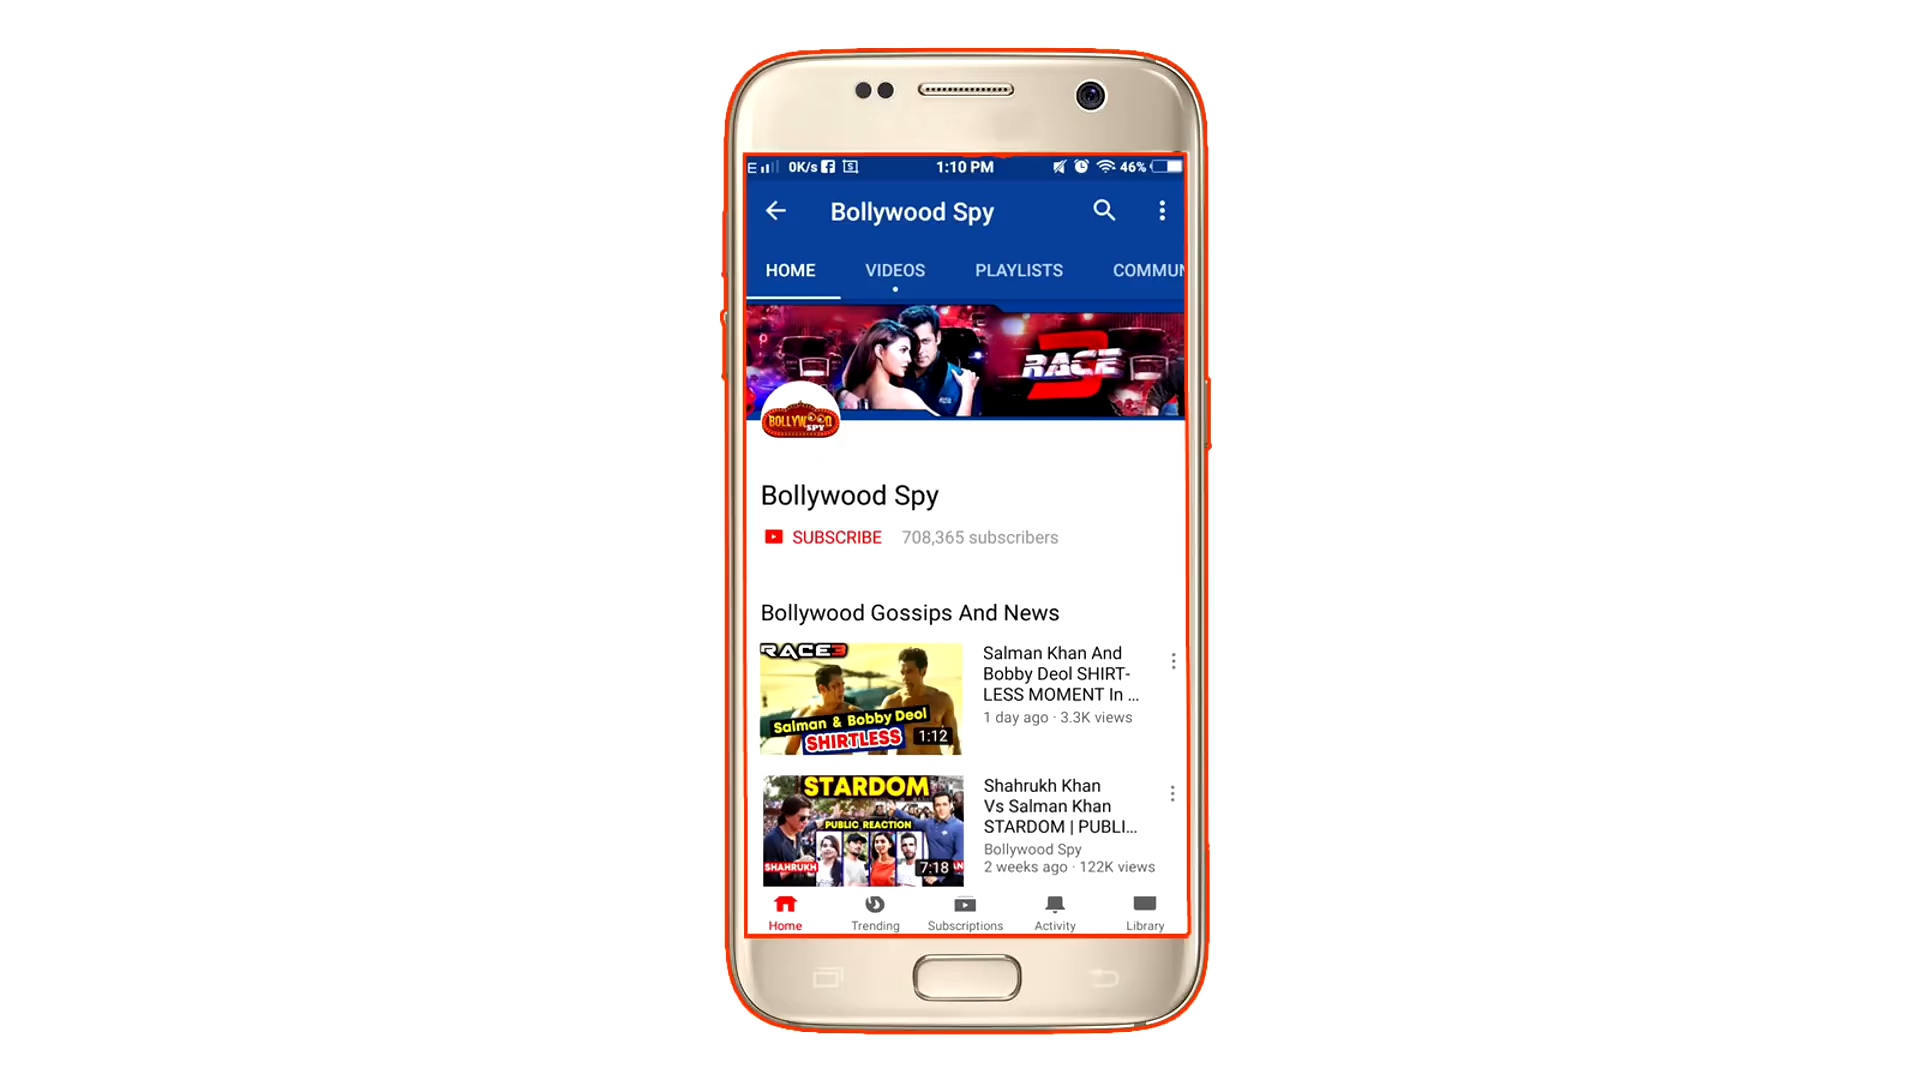 E 0K/s 1:10 PM 46%
Bollywood Spy
HOME VIDEOS PLAYLISTS COMMUN
RACE 3
BOLLYWOOD
SPY
Bollywood Spy
SUBSCRIBE 708,365 subscribers
Bollywood Gossips And News
RACE3
Salman & Bobby Deol
SHIRTLESS
1:12
Salman Khan And
Bobby Deol SHIRT-
LESS MOMENT In ...
1 day ago · 3.3K views
STARDOM
PUBLIC REACTION
SHAHRUKH
AN
7:18
Shahrukh Khan
Vs Salman Khan
STARDOM | PUBLI...
Bollywood Spy
2 weeks ago · 122K views
Home Trending Subscriptions Activity Library